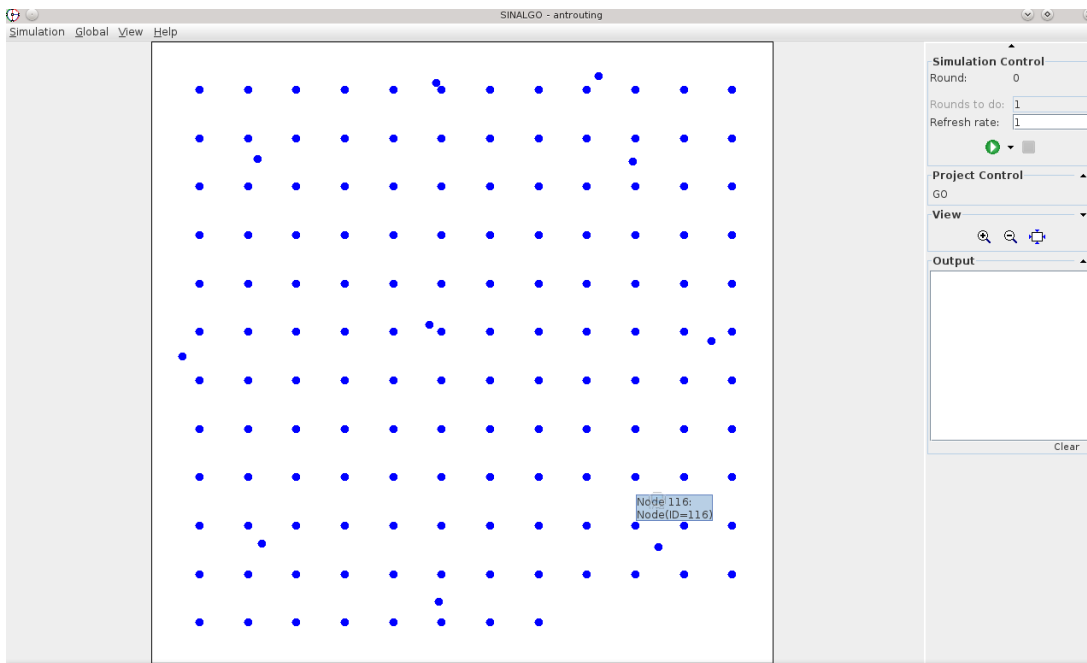 SINALGO - antrouting
Simulation Global View Help
Simulation Control
Round: 0
Rounds to do: 1
Refresh rate: 1
Project Control
GO
View
Output
Clear
Node 116:
Node(ID=116)